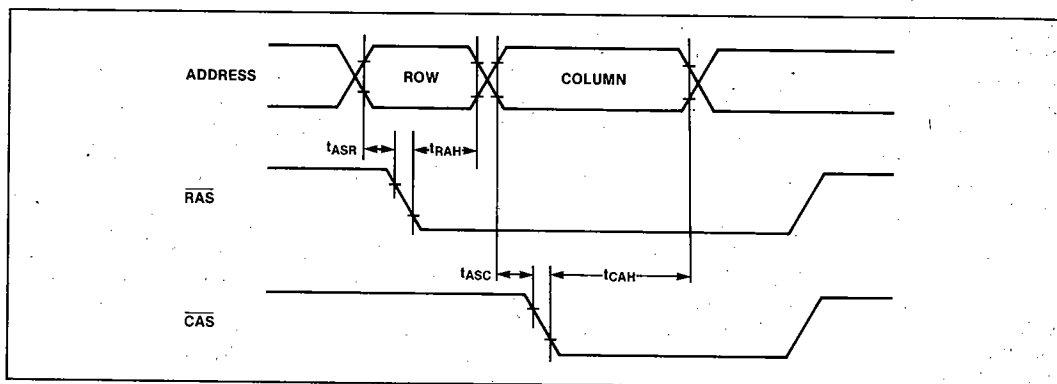 ADDRESS ROW COLUMN
tASR tRAH
RAS
tASC tCAH
CAS